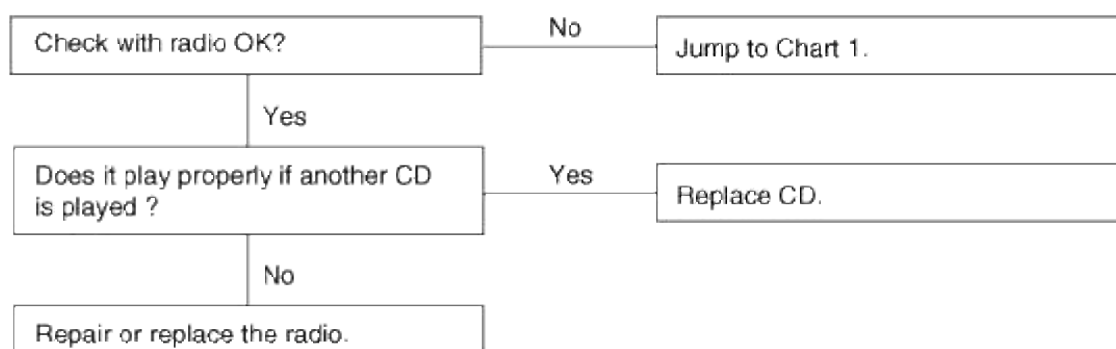 Check with radio OK?
No
Jump to Chart 1.
Yes
Does it play properly if another CD
is played ?
Yes
Replace CD.
No
Repair or replace the radio.